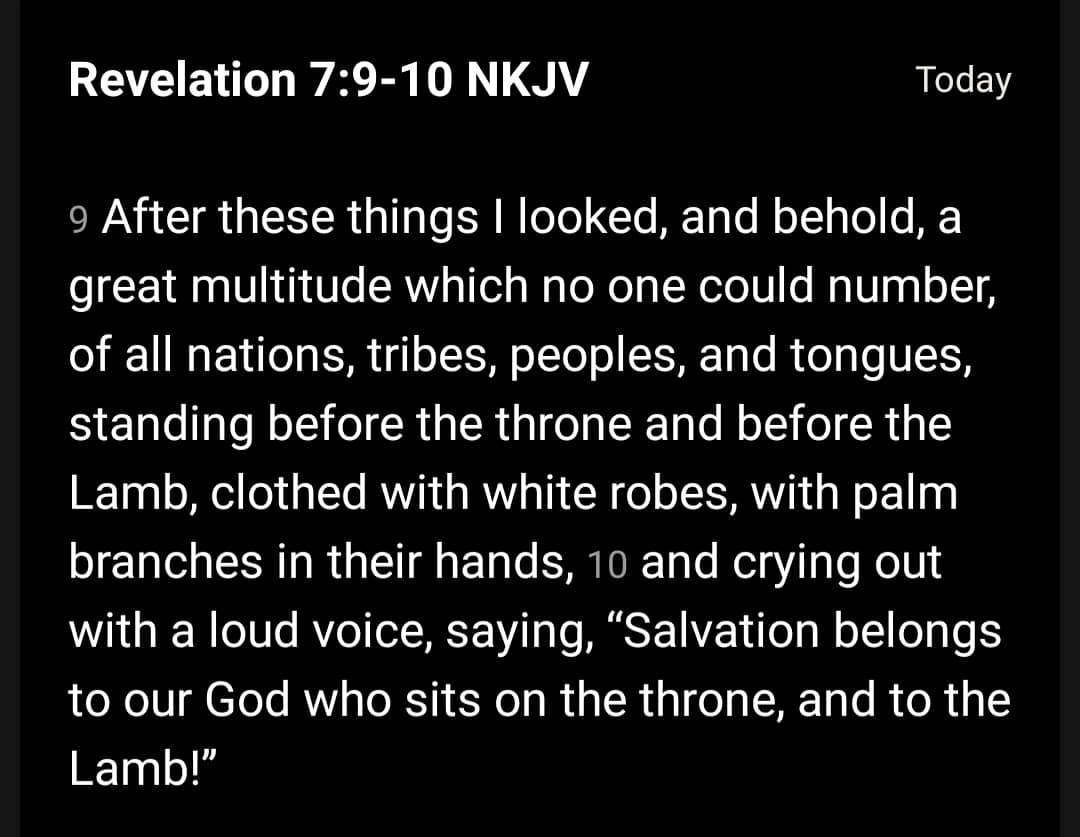 Revelation 7:9-10 NKJV
Today
9 After these things I looked, and behold, a
great multitude which no one could number,
of all nations, tribes, peoples, and tongues,
standing before the throne and before the
Lamb, clothed with white robes, with palm
branches in their hands, 10 and crying out
with a loud voice, saying, “Salvation belongs
to our God who sits on the throne, and to the
Lamb!”